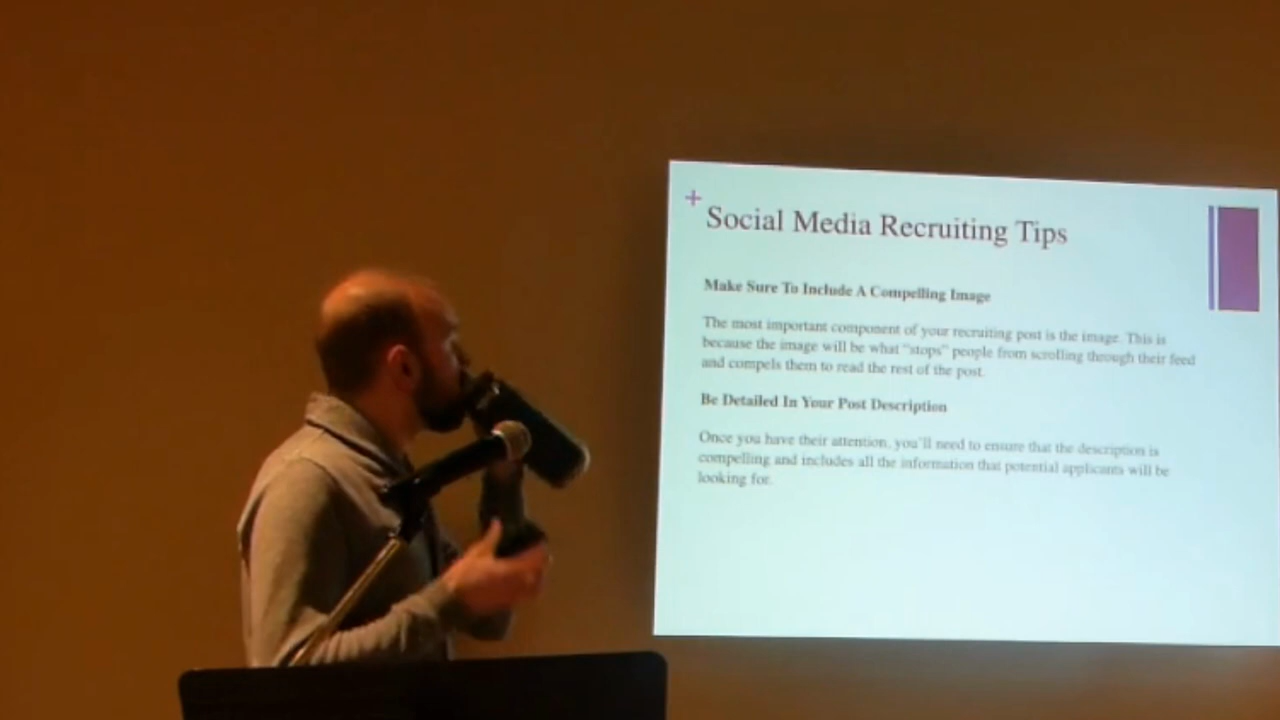 +
Social Media Recruiting Tips
Make Sure To Include A Compelling Image
The most important component of your recruiting post is the image. This is
because the image will be what "stops" people from scrolling through their feed
and compels them to read the rest of the post.
Be Detailed In Your Post Description
Once you have their attention, you'll need to ensure that the description is
compelling and includes all the information that potential applicants will be
looking for.